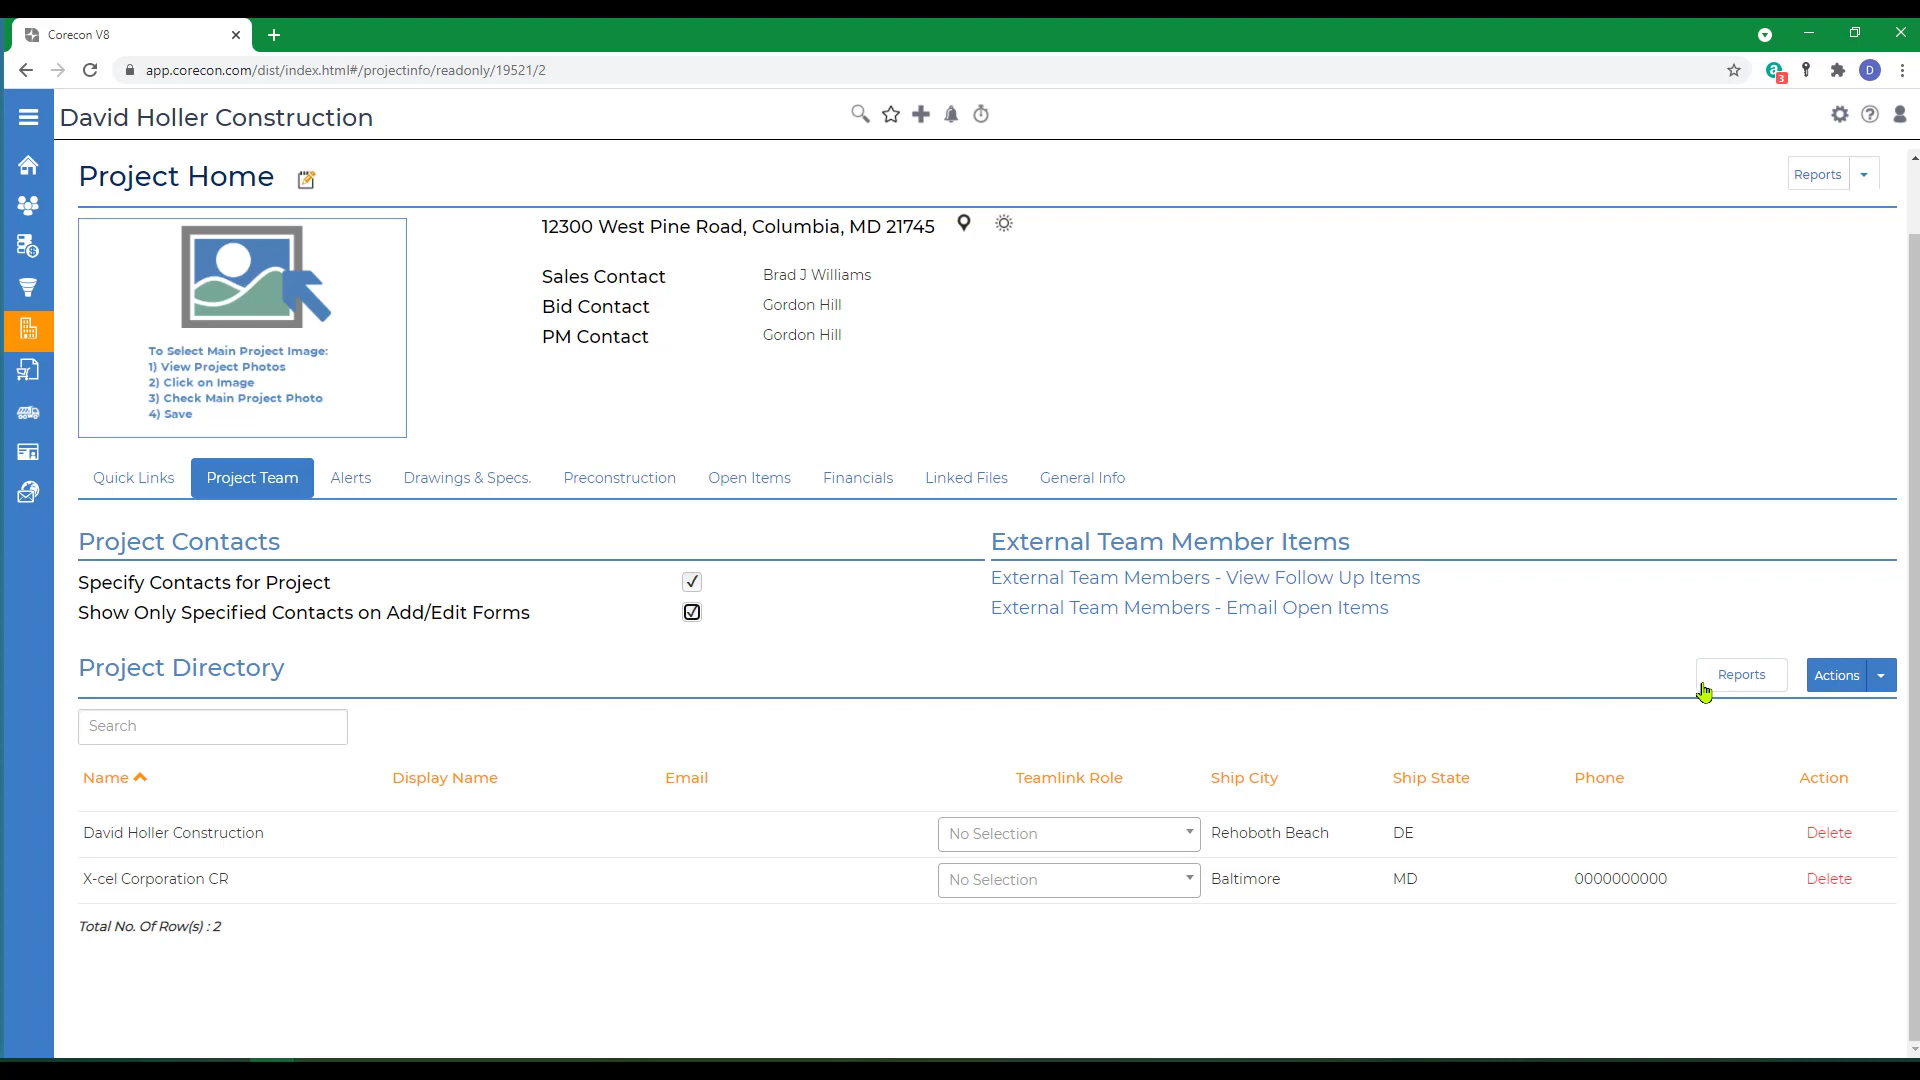 Corecon V8
app.corecon.com/dist/index.html#/projectinfo/readonly/19521/2
3
D
David Holler Construction
Project Home
Reports
12300 West Pine Road, Columbia, MD 21745
Sales Contact Brad J Williams
Bid Contact Gordon Hill
PM Contact Gordon Hill
To Select Main Project Image:
1) View Project Photos
2) Click on Image
3) Check Main Project Photo
4) Save
Quick Links Project Team Alerts Drawings & Specs. Preconstruction Open Items Financials Linked Files General Info
Project Contacts
Specify Contacts for Project
Show Only Specified Contacts on Add/Edit Forms
External Team Member Items
External Team Members - View Follow Up Items
External Team Members - Email Open Items
Project Directory
Reports Actions
Search
Name Display Name Email Teamlink Role Ship City Ship State Phone Action
David Holler Construction No Selection Rehoboth Beach DE Delete
X-cel Corporation CR No Selection Baltimore MD 0000000000 Delete
Total No. Of Row(s) : 2